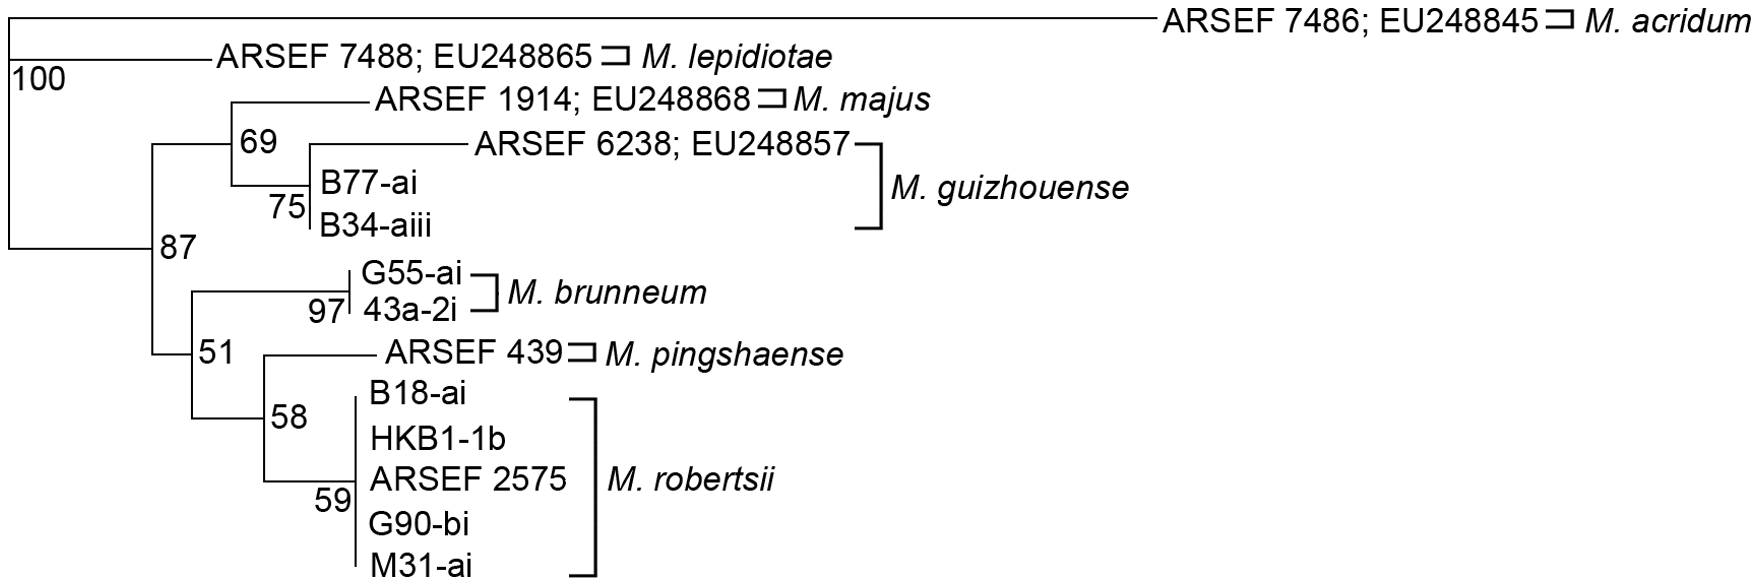 ARSEF 7486; EU248845 M. acridum
ARSEF 7488; EU248865 M. lepidiotae
100
ARSEF 1914; EU248868 M. majus
69
ARSEF 6238; EU248857
B77-ai
M. guizhouense
75
B34-aiii
87
G55-ai
M. brunneum
97
43a-2i
51
ARSEF 439 M. pingshaense
B18-ai
58
HKB1-1b
ARSEF 2575
M. robertsii
59
G90-bi
M31-ai